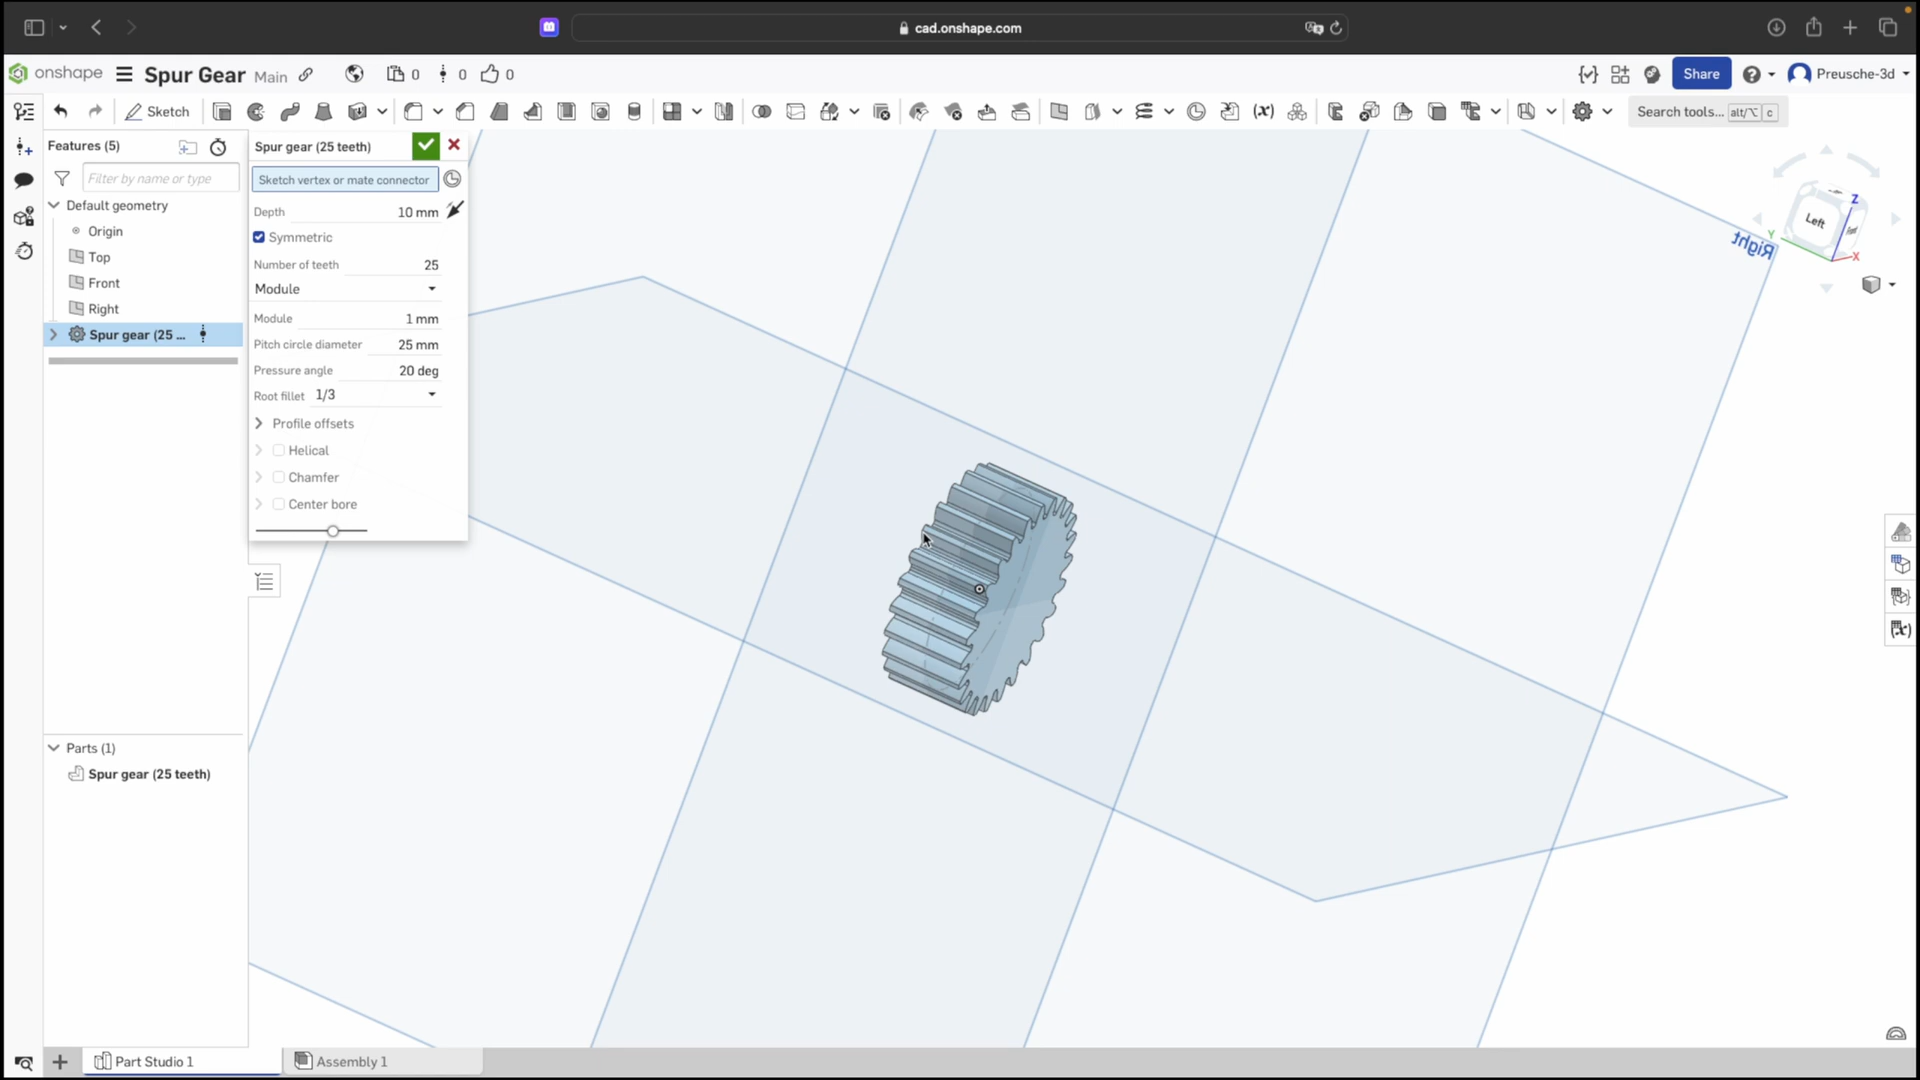 cad.onshape.com
onshape
Spur Gear
Main
0
0
0
Share
Preusche-3d
Sketch
Search tools...
alt/⌥
c
Features (5)
Filter by name or type
Default geometry
Origin
Top
Front
Right
Spur gear (25 ...
Spur gear (25 teeth)
Sketch vertex or mate connector
Depth 10 mm
Symmetric
Number of teeth 25
Module
Module 1 mm
Pitch circle diameter 25 mm
Pressure angle 20 deg
Root fillet 1/3
Profile offsets
Helical
Chamfer
Center bore
Right
Z
Left
Front
Y
X
Parts (1)
Spur gear (25 teeth)
Part Studio 1
Assembly 1